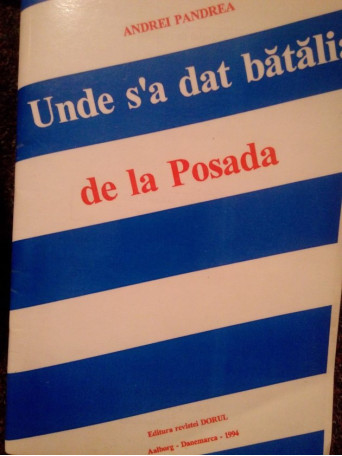 ANDREI PANDREA
Unde s'a dat bătălia
de la Posada
Editura revistei DORUL
Aalborg - Danemarca - 1994